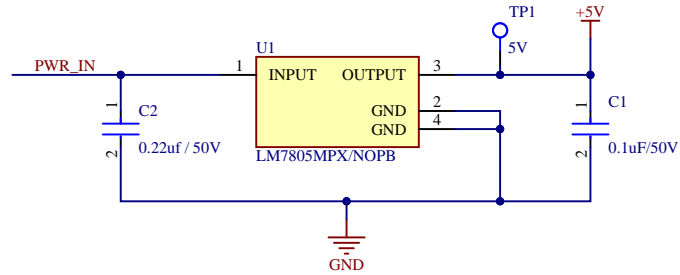 TP1
+5V
U1
5V
PWR_IN
1
INPUT
OUTPUT
3
1
C2
GND
2
1
C1
GND
4
2
0.22uf / 50V
2
0.1uF/50V
LM7805MPX/NOPB
GND